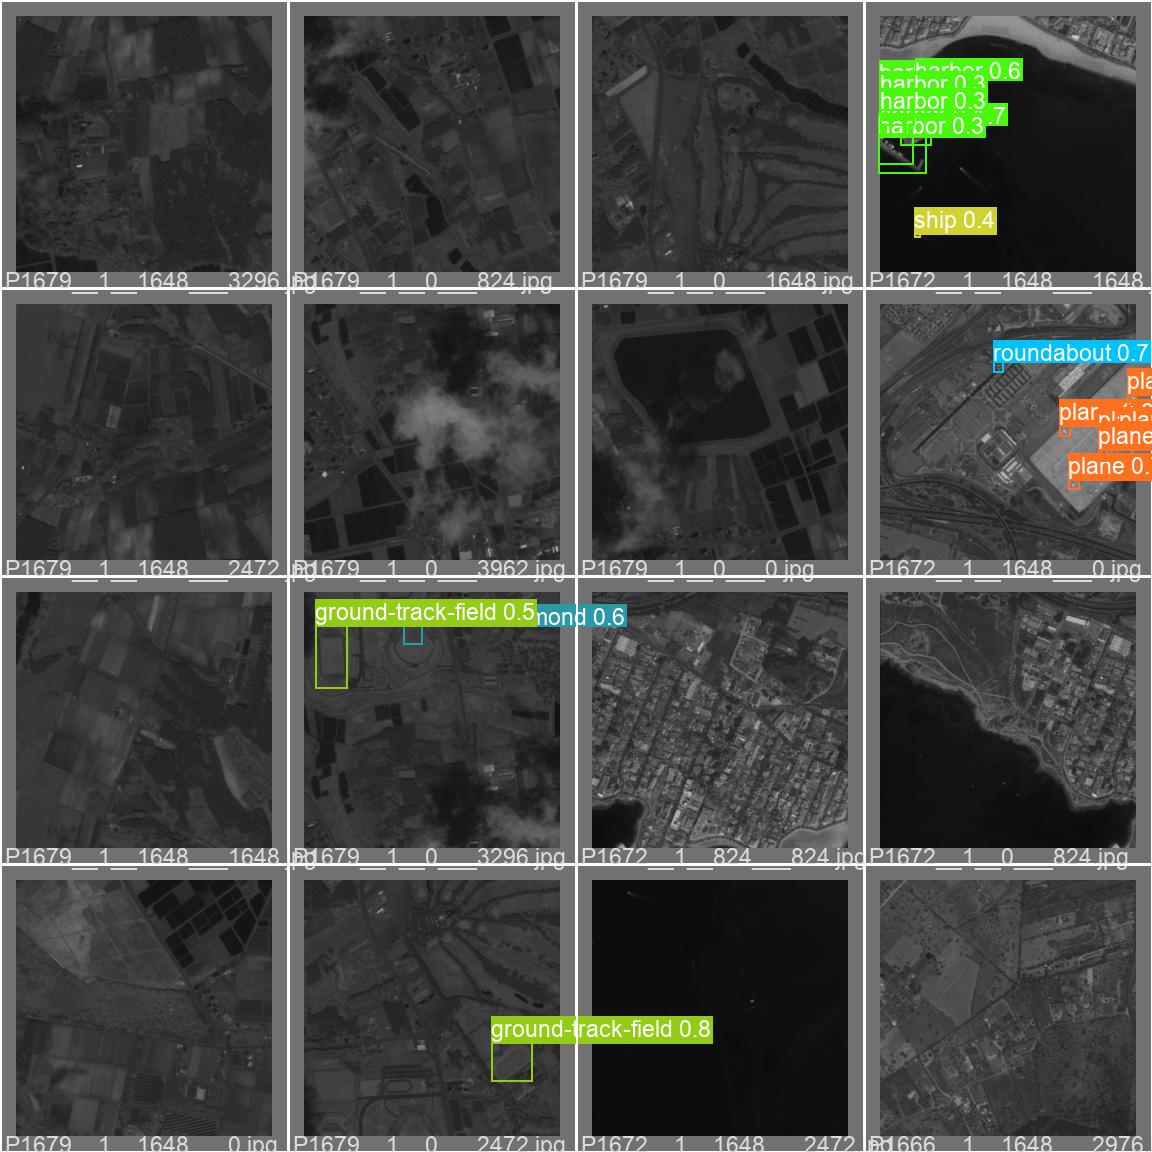 harbor 0.6
harbor 0.3
harbor 0.3
.7
harbor 0.3
ship 0.4
P1679__1__1648___3296
P1679__1__0___824.jpg
P1679__1__0___1648.jpg
P1672__1__1648___1648
roundabout 0.7
plane
plane 0.
P1679__1__1648___2472
P1679__1__0___3962.jpg
P1679__1__0___0.jpg
P1672__1__1648___0.jpg
ground-track-field 0.5
mond 0.6
P1679__1__1648___1648
P1679__1__0___3296.jpg
P1672__1__824___824.jpg
P1672__1__0___824.jpg
ground-track-field 0.8
P1679__1__1648___0.jpg
P1679__1__0___2472.jpg
P1672__1__1648___2472
P1666__1__1648___2976